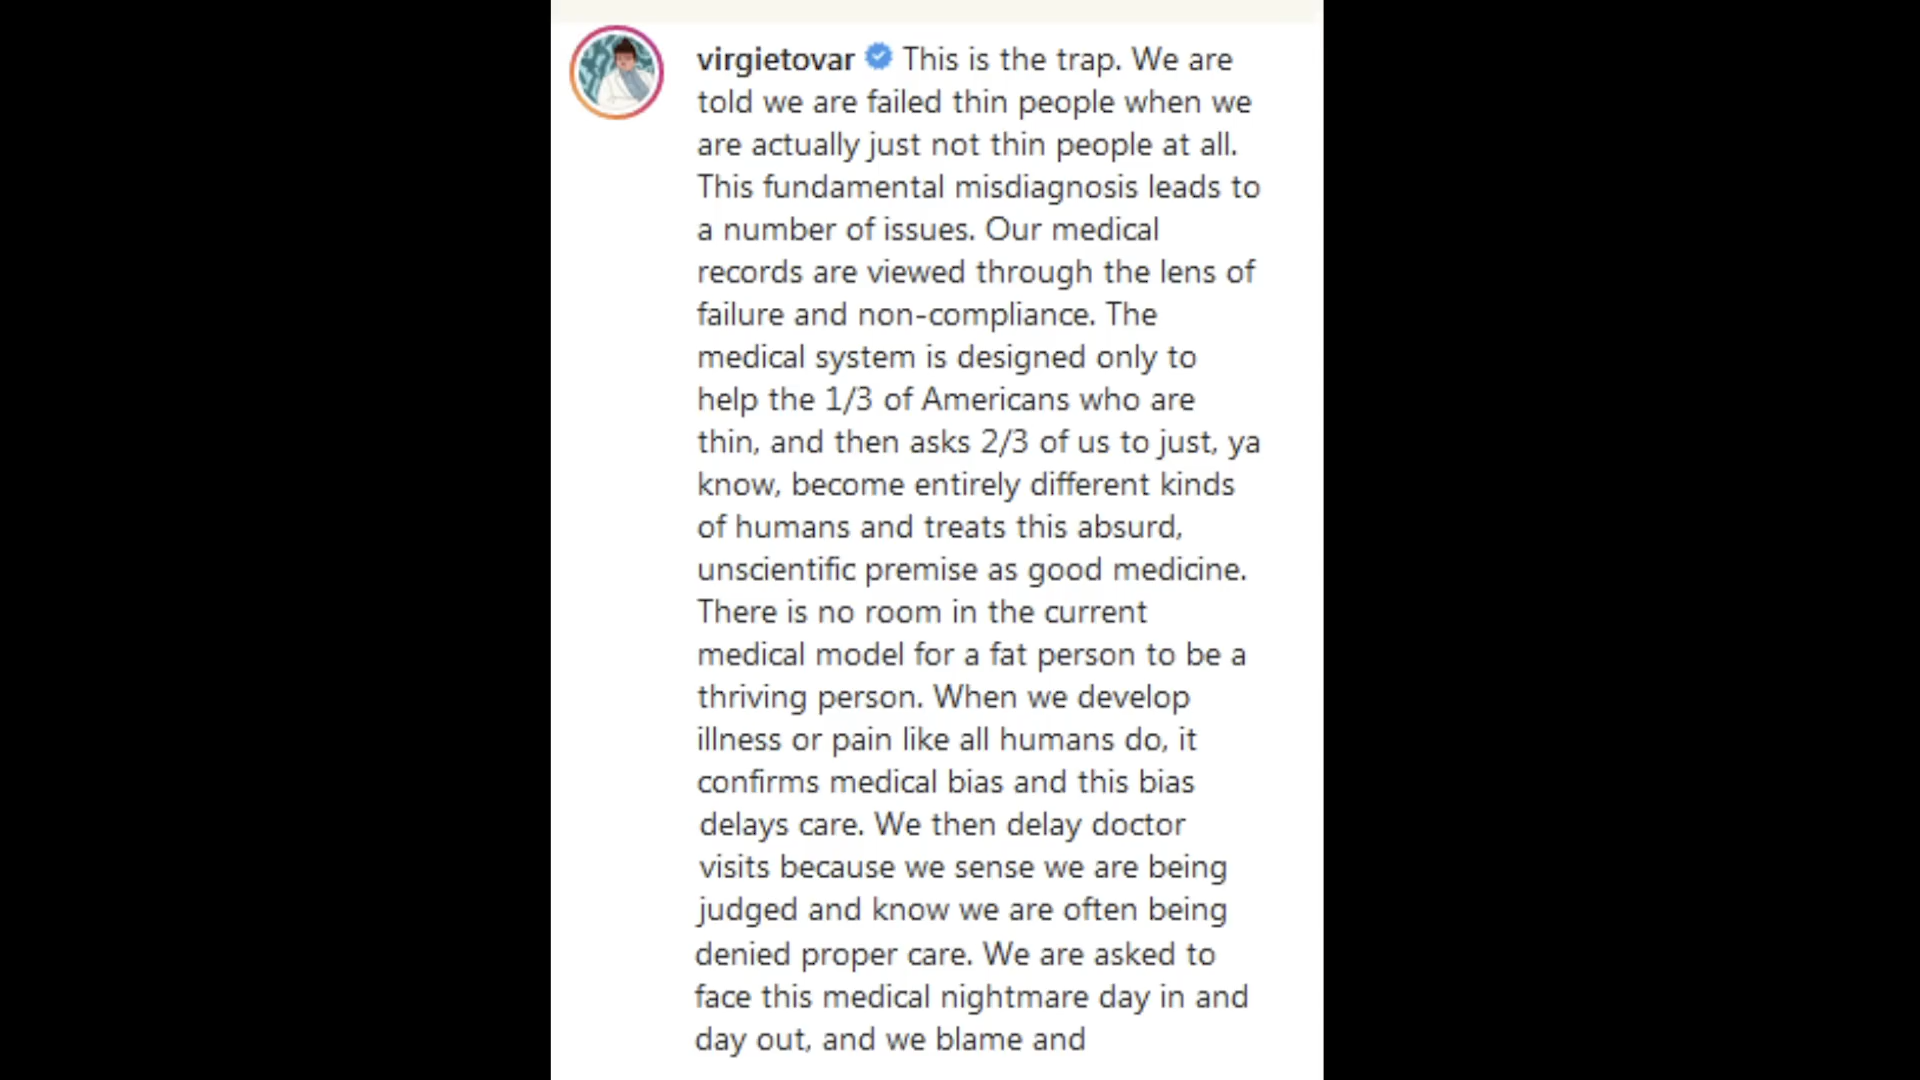 virgietovar This is the trap. We are
told we are failed thin people when we
are actually just not thin people at all.
This fundamental misdiagnosis leads to
a number of issues. Our medical
records are viewed through the lens of
failure and non-compliance. The
medical system is designed only to
help the 1/3 of Americans who are
thin, and then asks 2/3 of us to just, ya
know, become entirely different kinds
of humans and treats this absurd,
unscientific premise as good medicine.
There is no room in the current
medical model for a fat person to be a
thriving person. When we develop
illness or pain like all humans do, it
confirms medical bias and this bias
delays care. We then delay doctor
visits because we sense we are being
judged and know we are often being
denied proper care. We are asked to
face this medical nightmare day in and
day out, and we blame and